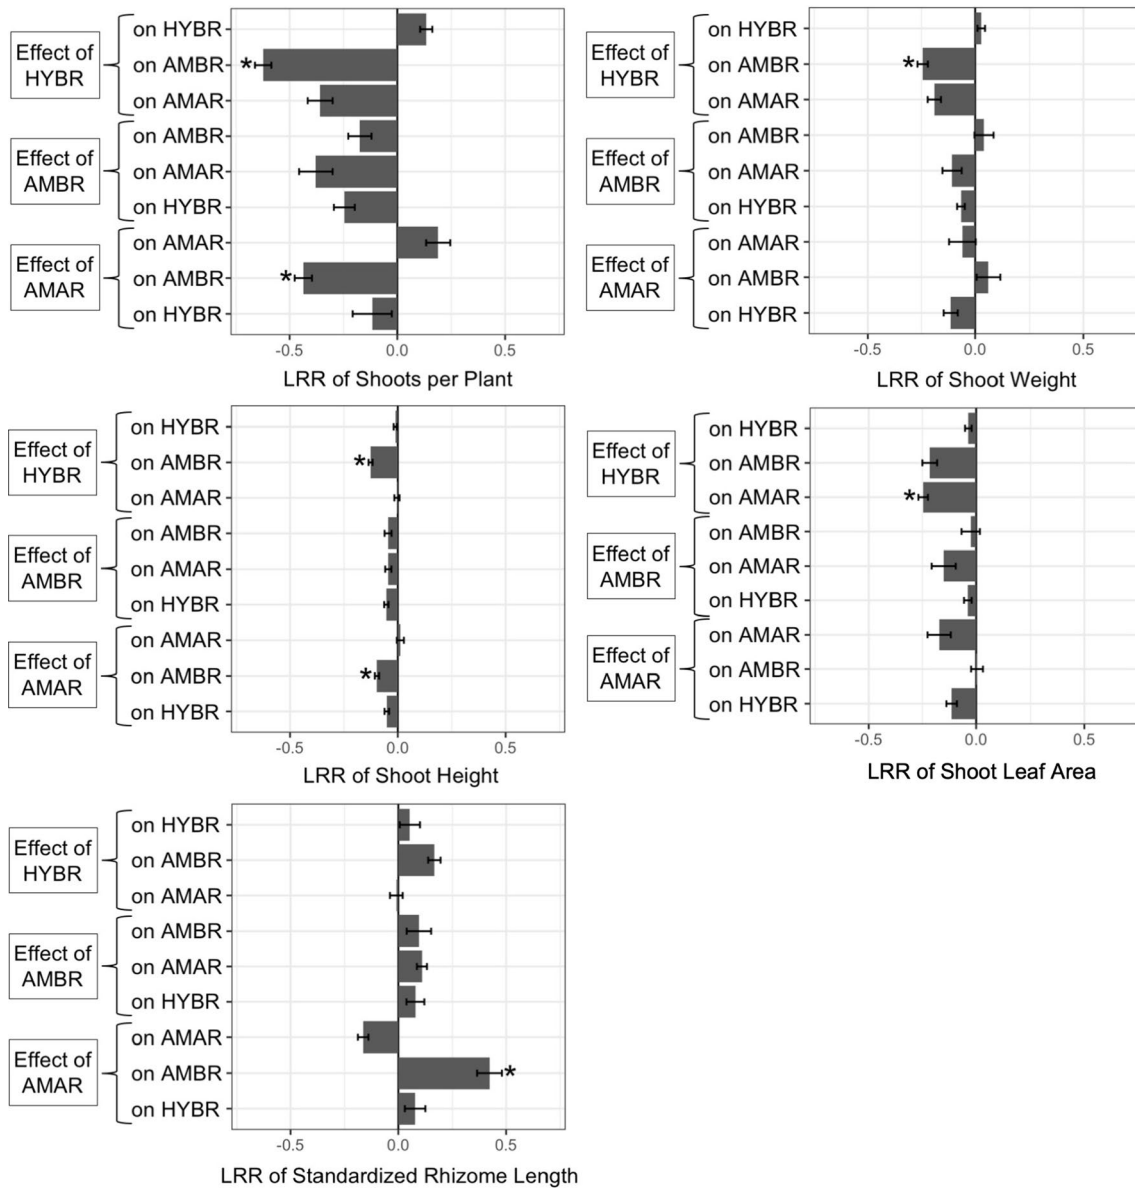 Effect of
HYBR
on HYBR
on AMBR
*
on AMAR
Effect of
AMBR
on AMBR
on AMAR
on HYBR
Effect of
AMAR
on AMAR
on AMBR
*
on HYBR
-0.5 0.0 0.5
LRR of Shoots per Plant
Effect of
HYBR
on HYBR
on AMBR
*
on AMAR
Effect of
AMBR
on AMBR
on AMAR
on HYBR
Effect of
AMAR
on AMAR
on AMBR
on HYBR
-0.5 0.0 0.5
LRR of Shoot Weight
Effect of
HYBR
on HYBR
on AMBR
*
on AMAR
Effect of
AMBR
on AMBR
on AMAR
on HYBR
Effect of
AMAR
on AMAR
on AMBR
*
on HYBR
-0.5 0.0 0.5
LRR of Shoot Height
Effect of
HYBR
on HYBR
on AMBR
on AMAR
*
Effect of
AMBR
on AMBR
on AMAR
on HYBR
Effect of
AMAR
on AMAR
on AMBR
on HYBR
-0.5 0.0 0.5
LRR of Shoot Leaf Area
Effect of
HYBR
on HYBR
on AMBR
on AMAR
Effect of
AMBR
on AMBR
on AMAR
on HYBR
Effect of
AMAR
on AMAR
on AMBR
*
on HYBR
-0.5 0.0 0.5
LRR of Standardized Rhizome Length